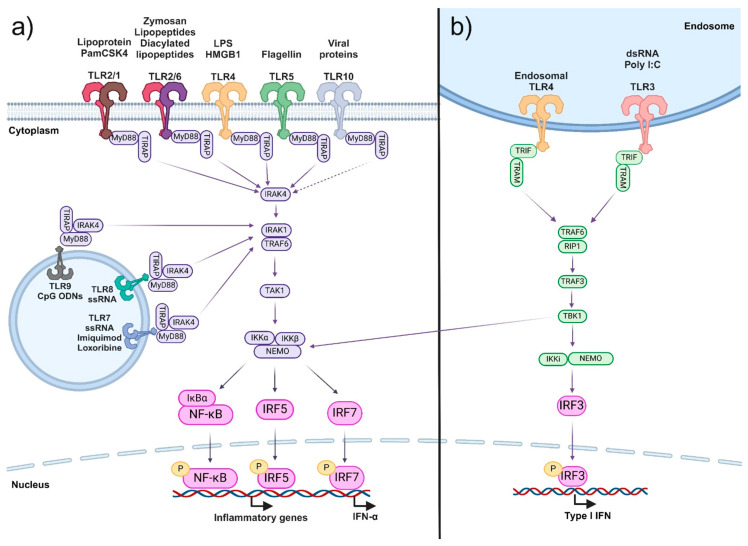 a)
Lipoprotein
PamCSK4
Zymosan
Lipopeptides
Diacylated
lipopeptides
LPS
HMGB1
Flagellin
Viral
proteins
TLR2/1
TLR2/6
TLR4
TLR5
TLR10
Cytoplasm
MyD88
TIRAP
MyD88
TIRAP
MyD88
TIRAP
MyD88
TIRAP
MyD88
TIRAP
IRAK4
TIRAP
IRAK4
MyD88
IRAK1
TRAF6
TLR9
CpG ODNs
TLR8
ssRNA
TIRAP
IRAK4
MyD88
TAK1
TLR7
ssRNA
Imiquimod
Loxoribine
TIRAP
IRAK4
MyD88
IKKα
IKKβ
NEMO
IκBα
NF-κB
IRF5
IRF7
Nucleus
P
NF-κB
P
IRF5
P
IRF7
Inflammatory genes
IFN-α
b)
Endosome
dsRNA
Poly I:C
Endosomal
TLR4
TLR3
TRIF
TRAM
TRIF
TRAM
TRAF6
RIP1
TRAF3
TBK1
IKKi
NEMO
IRF3
P
IRF3
Type I IFN